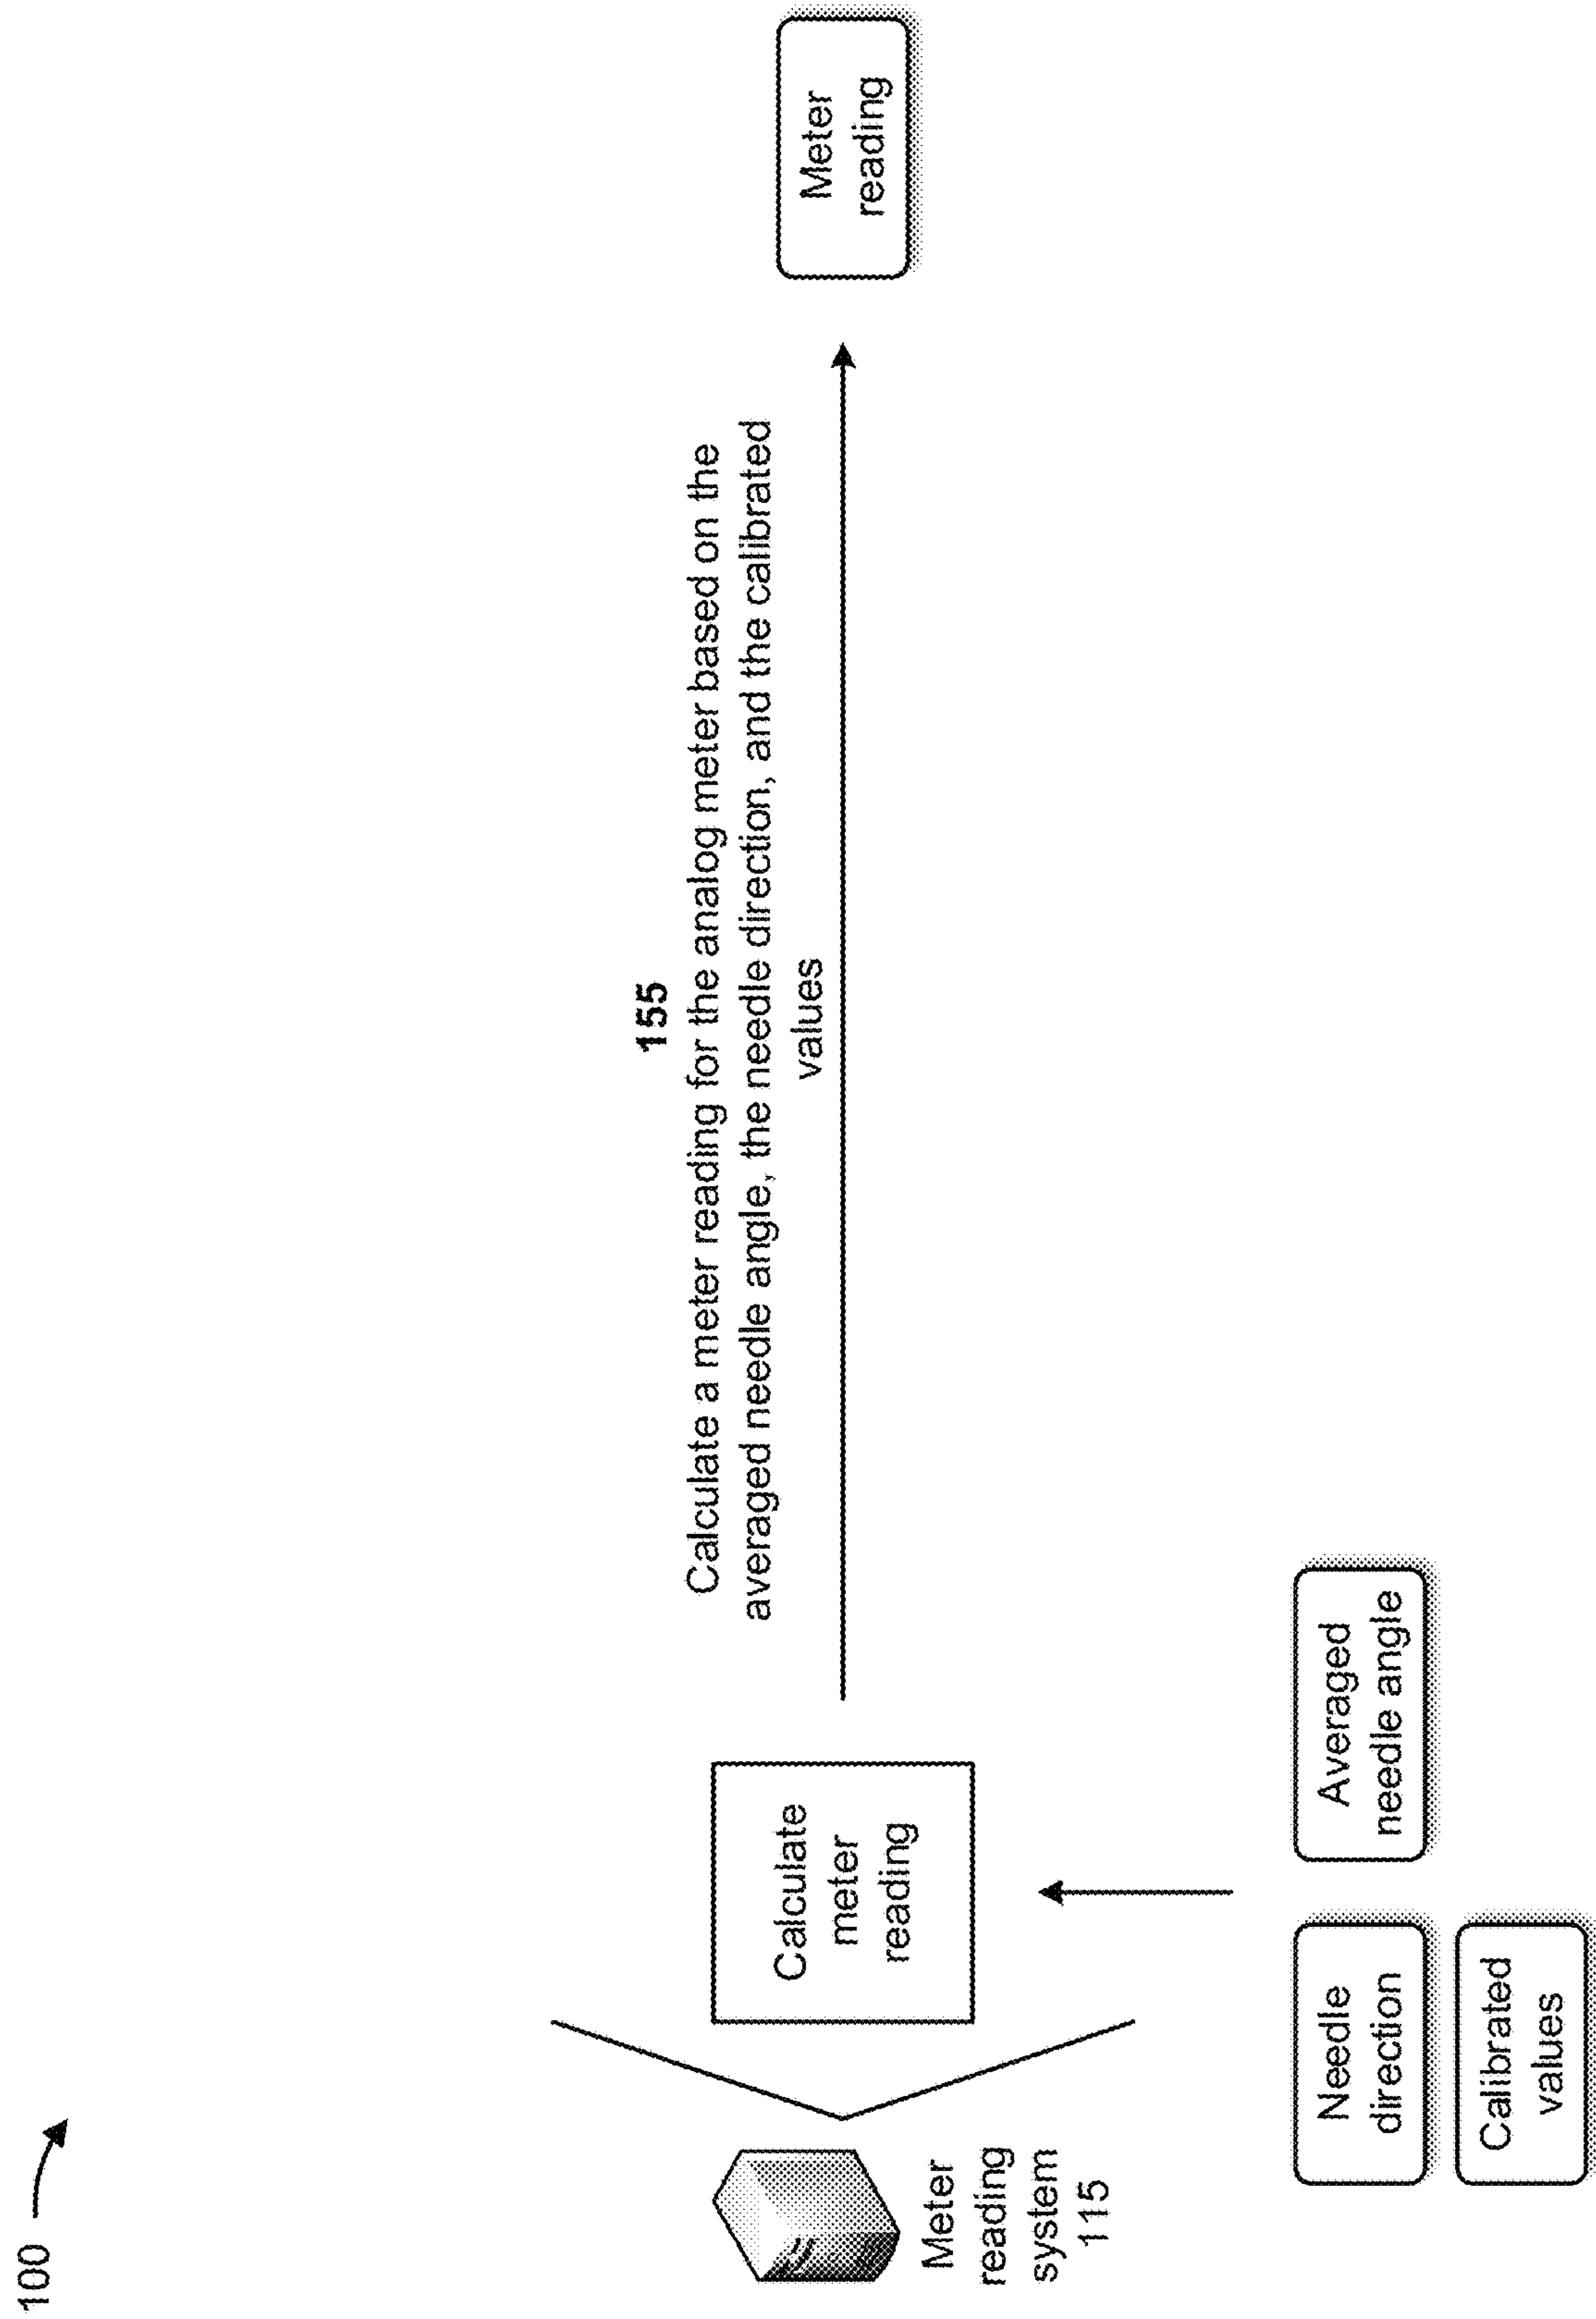 100
155
Calculate a meter reading for the analog meter based on the
averaged needle angle, the needle direction, and the calibrated
values
Meter
reading
system
115
Calculate
meter
reading
Meter
reading
Needle
direction
Averaged
needle angle
Calibrated
values